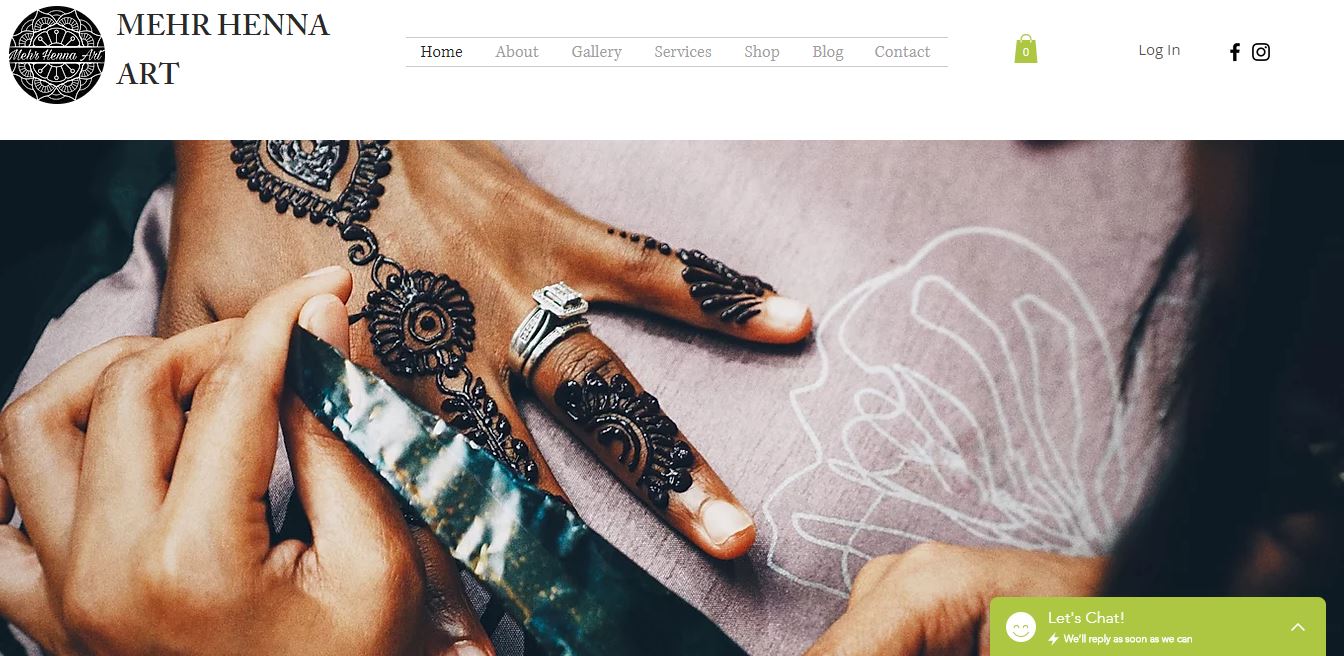 MEHR HENNA
ART
Mehr Henna Art
Home About Gallery Services Shop Blog Contact
0
Log In
Let's Chat!
We'll reply as soon as we can